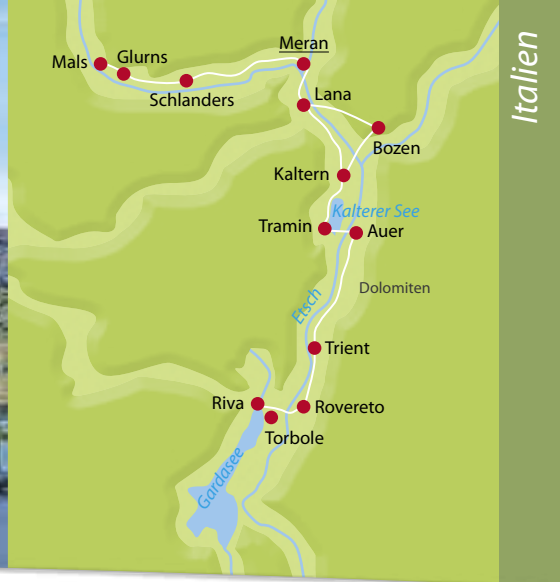 Meran
Glurns
Mals
Schlanders
Lana
Bozen
Kaltern
Kalterer See
Tramin
Auer
Dolomiten
Etsch
Trient
Riva
Rovereto
Torbole
Gardasee
Italien